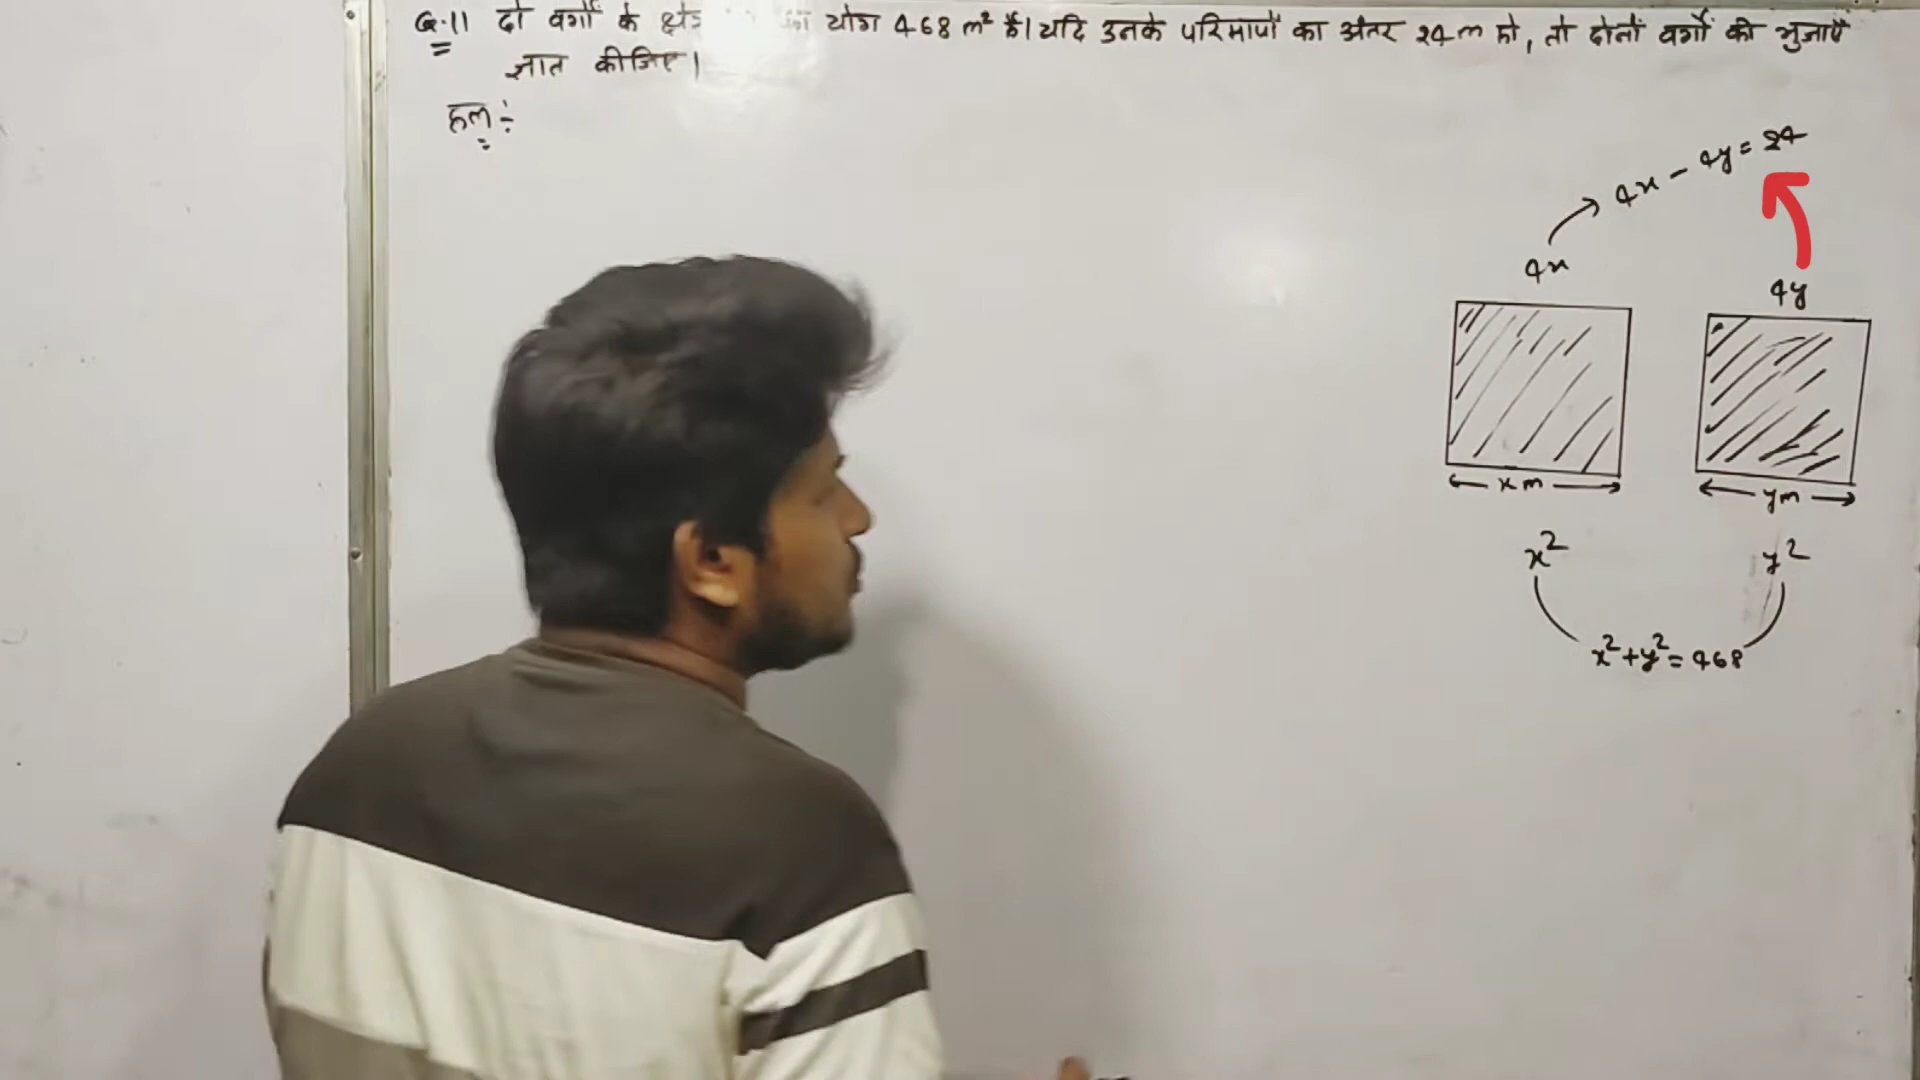 Q.11 दो वर्गों के क्षेत्र का योग 468 m² है। यदि उनके परिमापों का अंतर 24 m हो, तो दोनों वर्गों की भुजाएँ
ज्ञात कीजिए।
हल :-
4x - 4y = 24
4x
4y
x m
y m
x²
y²
x² + y² = 468